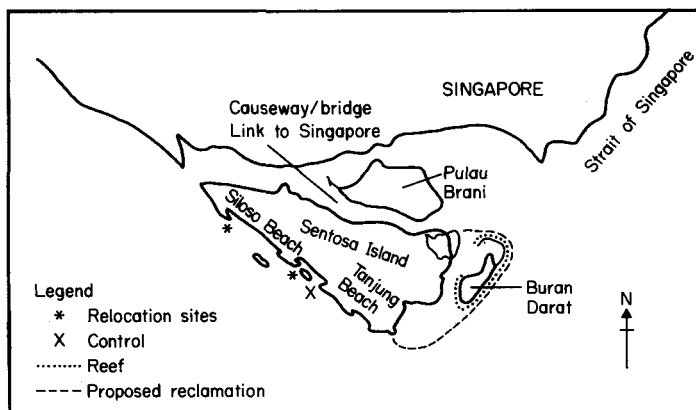 SINGAPORE
Causeway/bridge
Link to Singapore
Strait of Singapore
Pulau
Brani
Siloso Beach
Sentosa Island
Tanjung
Beach
Buran
Darat
Legend
* Relocation sites
X Control
Reef
Proposed reclamation
N
*
*
X